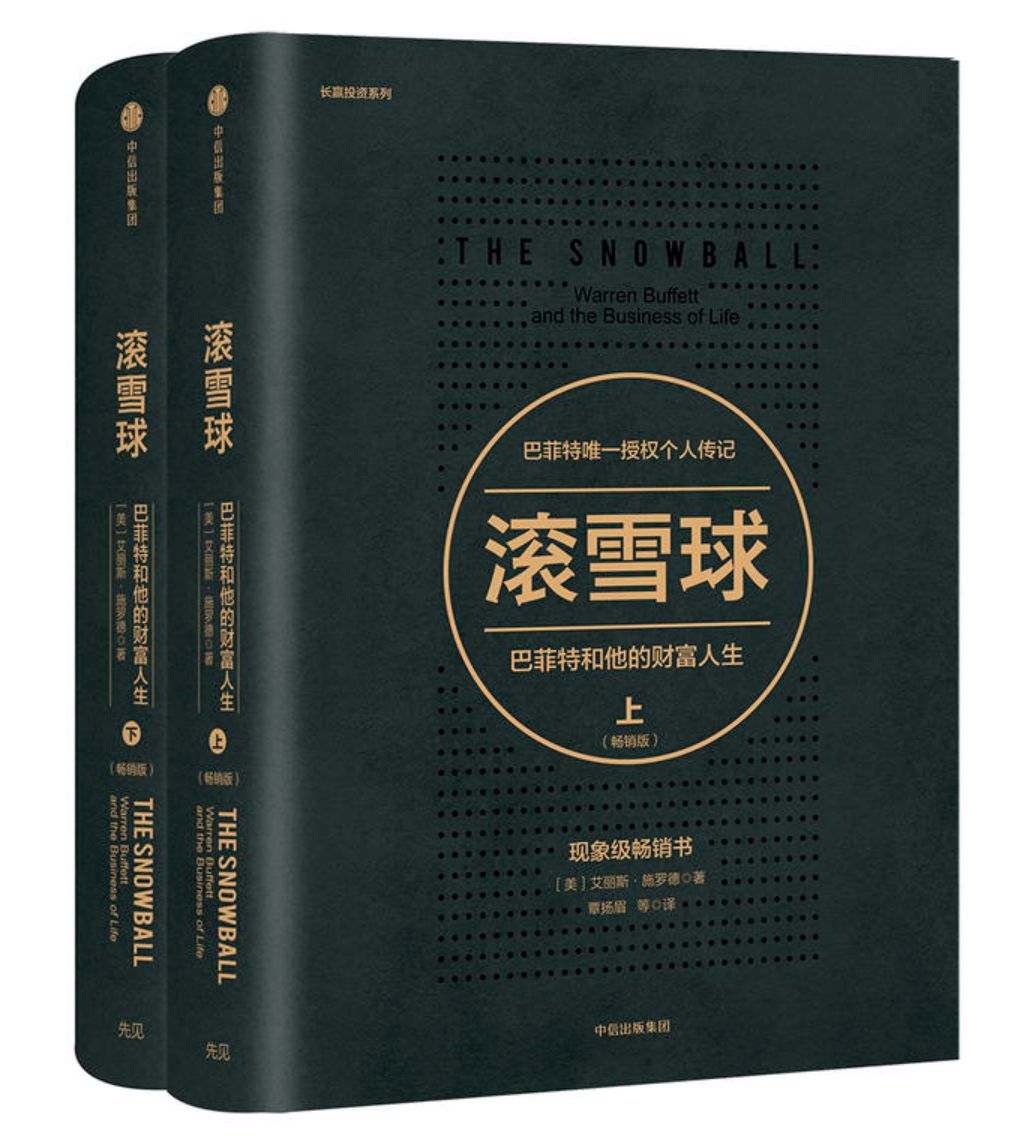 中信出版集团
滚雪球
巴菲特和他的财富人生
[美]艾丽斯·施罗德◎著
下
(畅销版)
THE SNOWBALL
Warren Buffett
and the Business of Life
先见
中信出版集团
滚雪球
巴菲特和他的财富人生
[美]艾丽斯·施罗德◎著
上
(畅销版)
THE SNOWBALL
Warren Buffett
and the Business of Life
先见
长赢投资系列
THE SNOWBALL
Warren Buffett
and the Business of Life
巴菲特唯一授权个人传记
滚雪球
巴菲特和他的财富人生
上
(畅销版)
现象级畅销书
[美]艾丽斯·施罗德◎著
覃扬眉 等◎译
中信出版集团